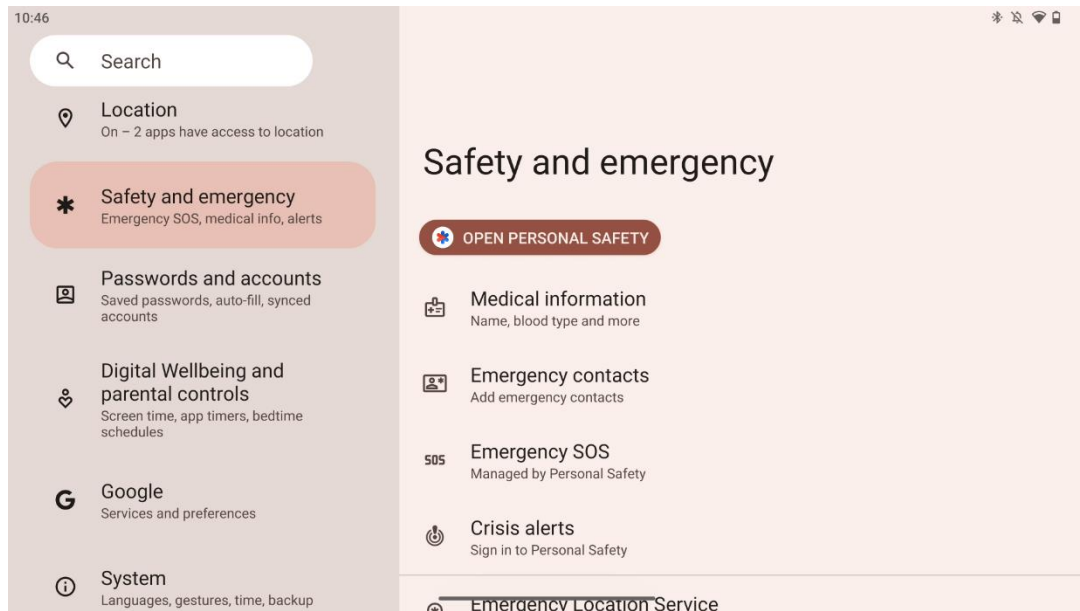 10:46
Search
Location
On – 2 apps have access to location
Safety and emergency
Emergency SOS, medical info, alerts
Passwords and accounts
Saved passwords, auto-fill, synced
accounts
Digital Wellbeing and
parental controls
Screen time, app timers, bedtime
schedules
G
Google
Services and preferences
System
Languages, gestures, time, backup
Safety and emergency
OPEN PERSONAL SAFETY
Medical information
Name, blood type and more
Emergency contacts
Add emergency contacts
SOS
Emergency SOS
Managed by Personal Safety
Crisis alerts
Sign in to Personal Safety
Emergency Location Service